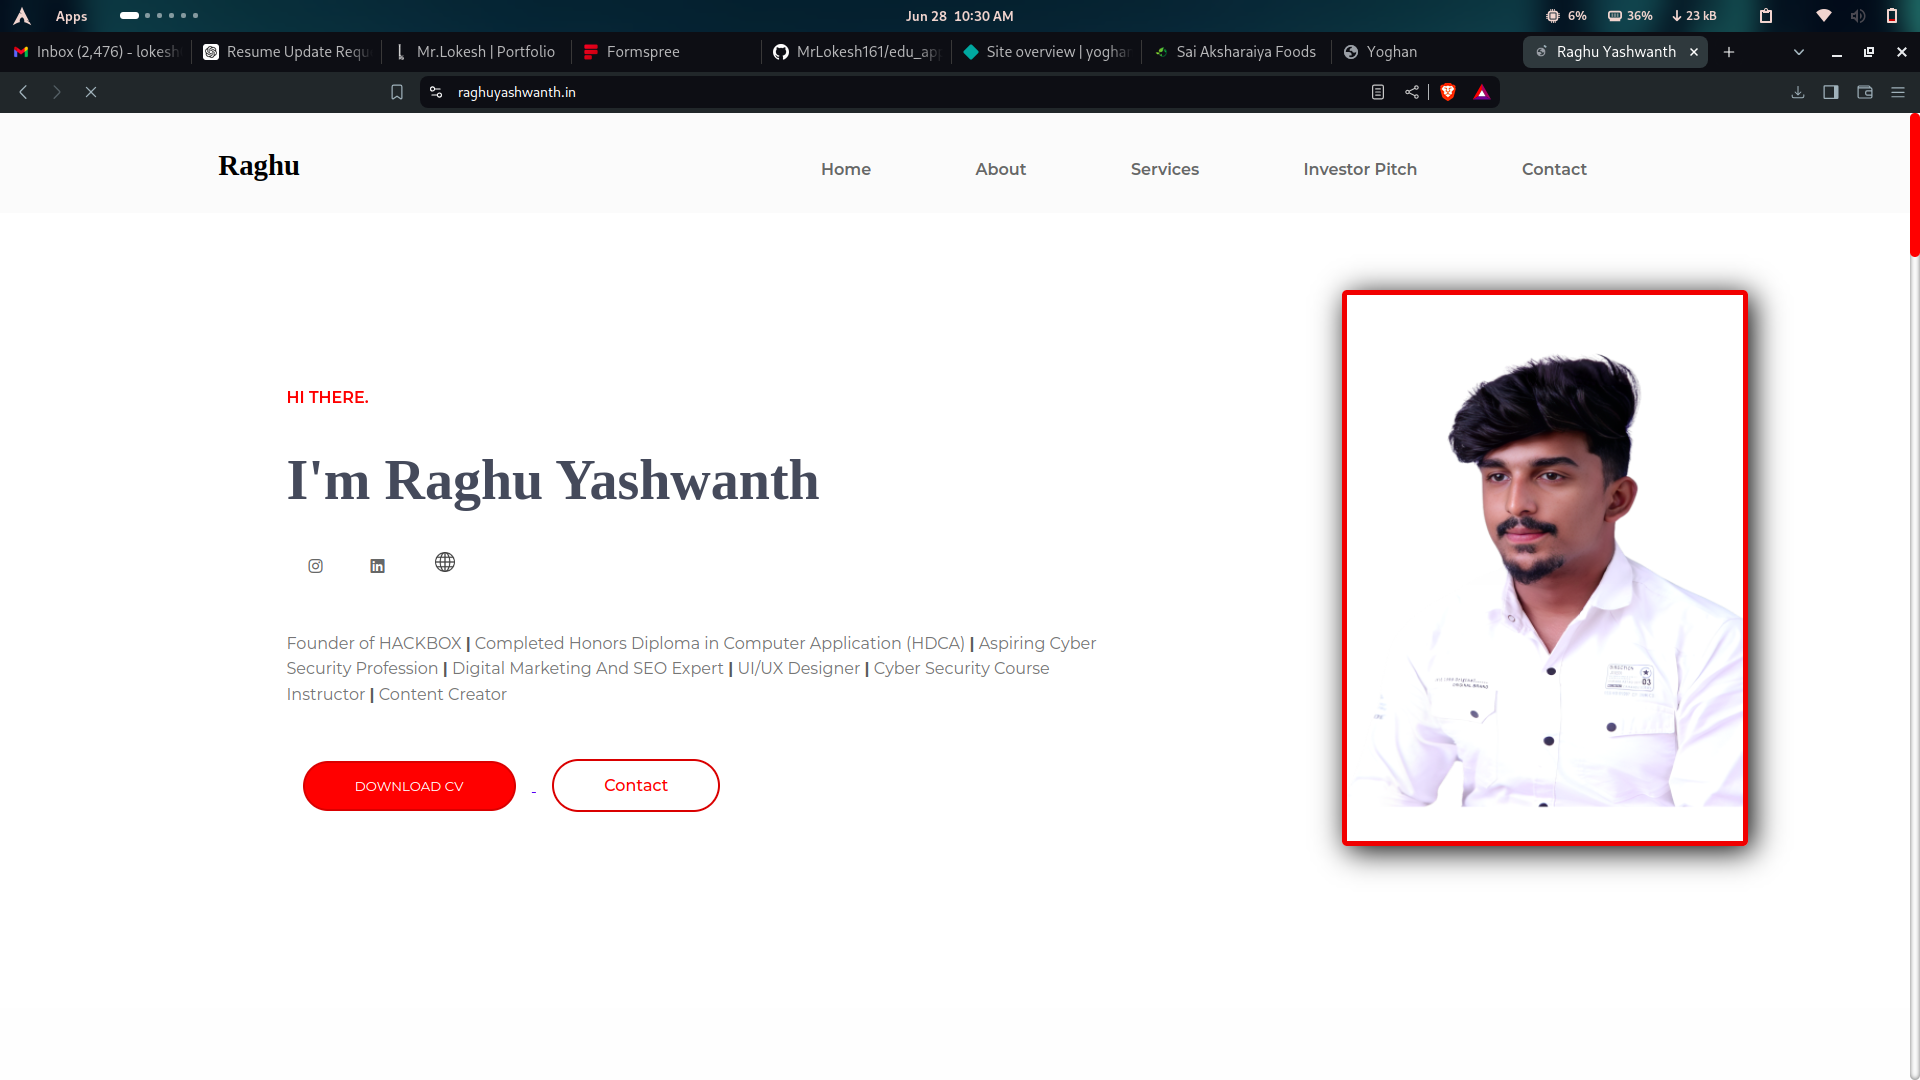 Apps
Jun 28 10:30 AM
6%
36%
23 kB
Inbox (2,476) - lokesh
Resume Update Requ
Mr.Lokesh | Portfolio
Formspree
MrLokesh161/edu_app
Site overview | yoghan
Sai Aksharaiya Foods
Yoghan
Raghu Yashwanth
raghuyashwanth.in
Raghu
Home
About
Services
Investor Pitch
Contact
HI THERE.
I'm Raghu Yashwanth
Founder of HACKBOX | Completed Honors Diploma in Computer Application (HDCA) | Aspiring Cyber
Security Profession | Digital Marketing And SEO Expert | UI/UX Designer | Cyber Security Course
Instructor | Content Creator
DOWNLOAD CV
Contact
03